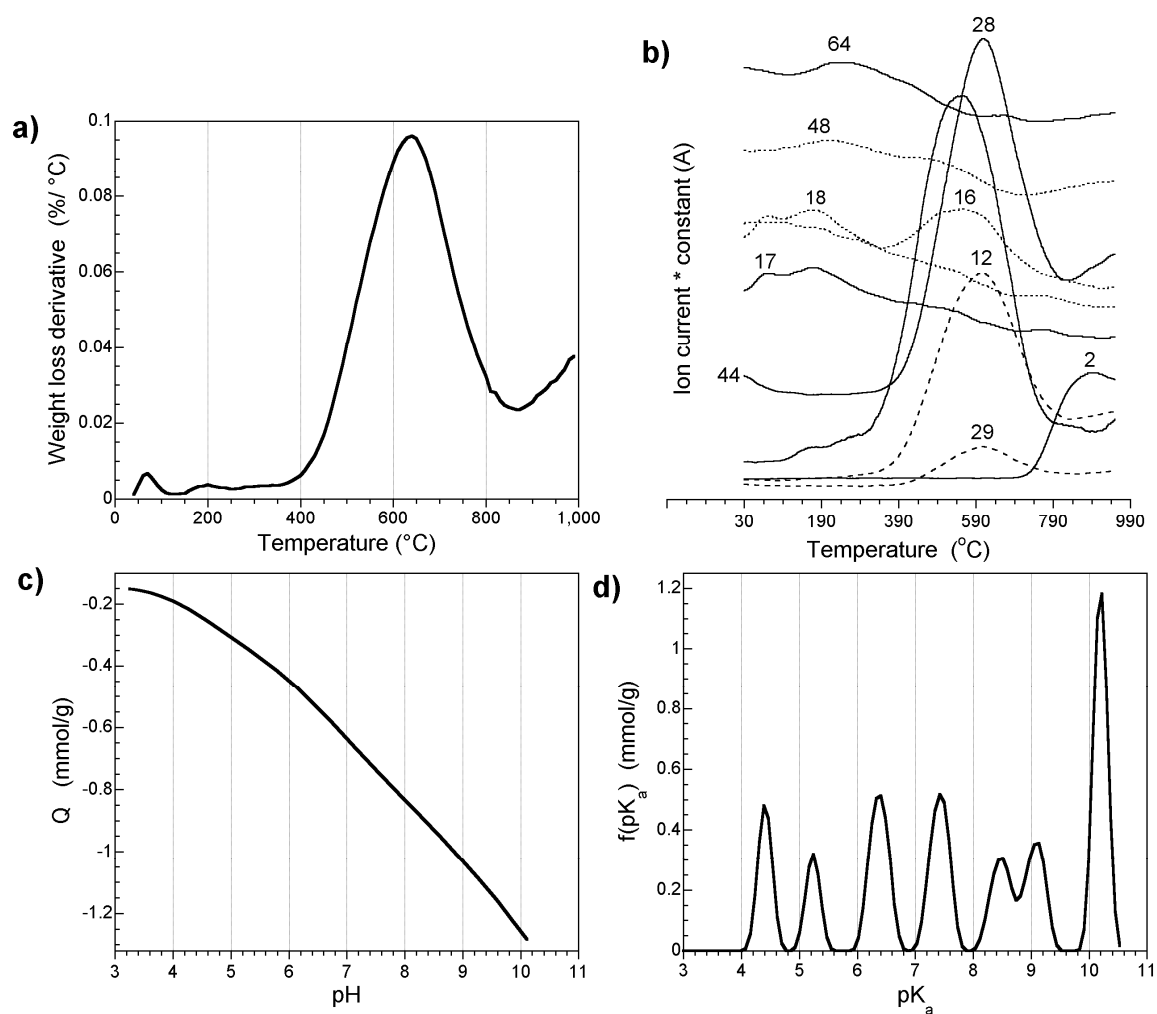 a)
Weight loss derivative (%/ °C)
0.1
0.08
0.06
0.04
0.02
0
0 200 400 600 800 1,000
Temperature (°C)
b)
Ion current * constant (A)
64
28
48
18
16
17
12
44
2
29
30 190 390 590 790 990
Temperature (°C)
c)
Q (mmol/g)
-0.2
-0.4
-0.6
-0.8
-1
-1.2
3 4 5 6 7 8 9 10 11
pH
d)
f(pKa) (mmol/g)
1.2
1
0.8
0.6
0.4
0.2
0
3 4 5 6 7 8 9 10 11
pKa